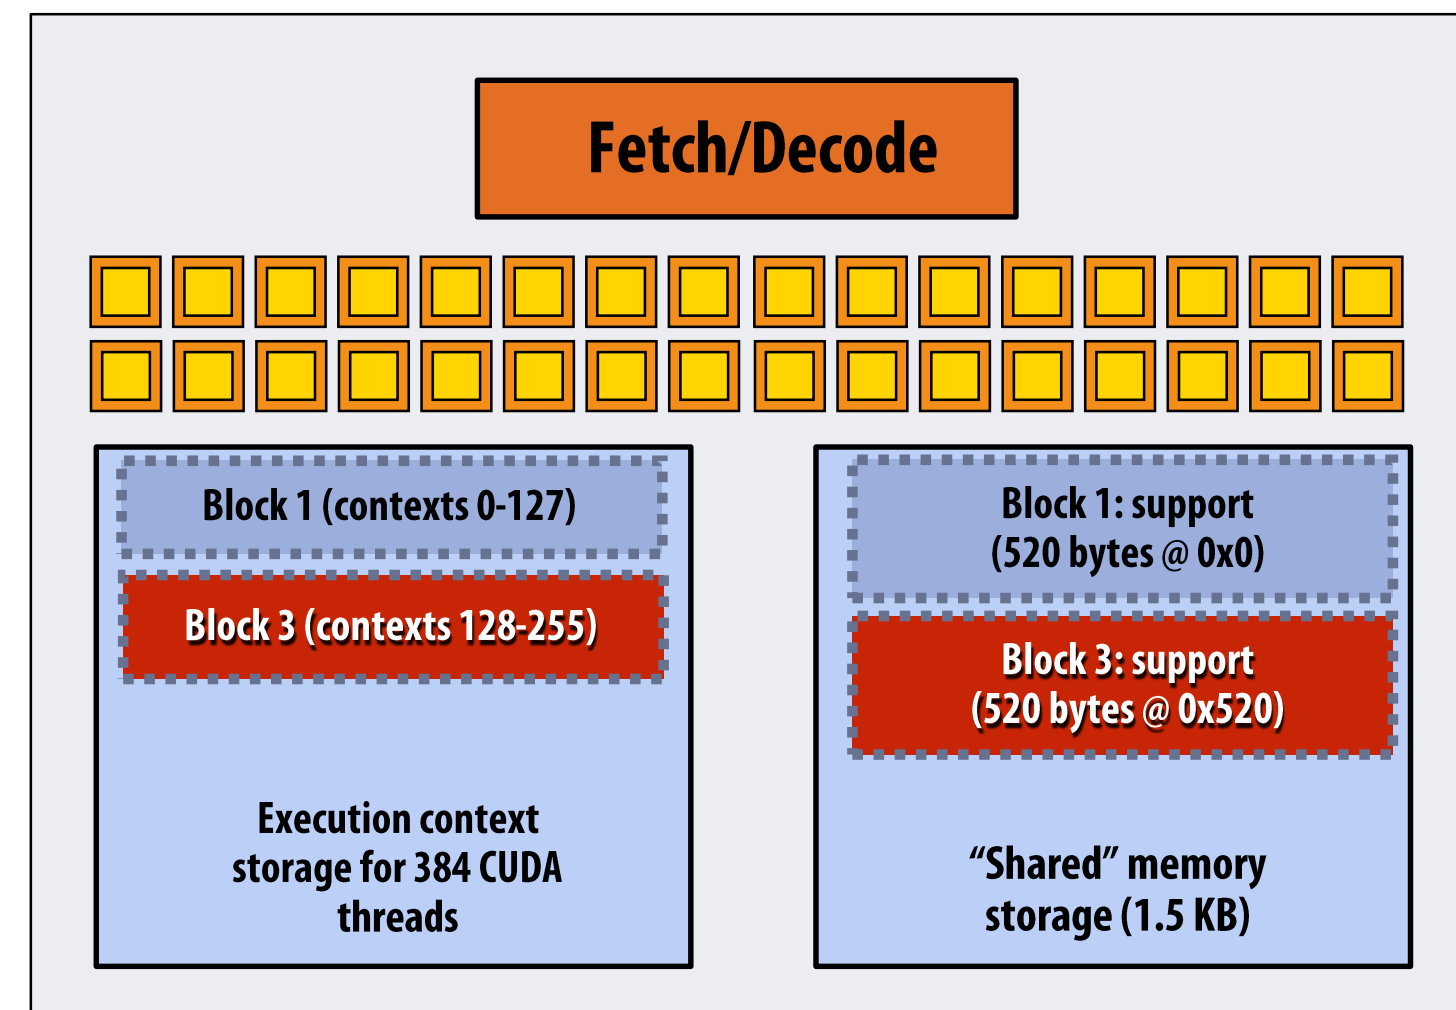 Fetch/Decode
Block 1 (contexts 0-127)
Block 3 (contexts 128-255)
Execution context
storage for 384 CUDA
threads
Block 1: support
(520 bytes @ 0x0)
Block 3: support
(520 bytes @ 0x520)
“Shared” memory
storage (1.5 KB)